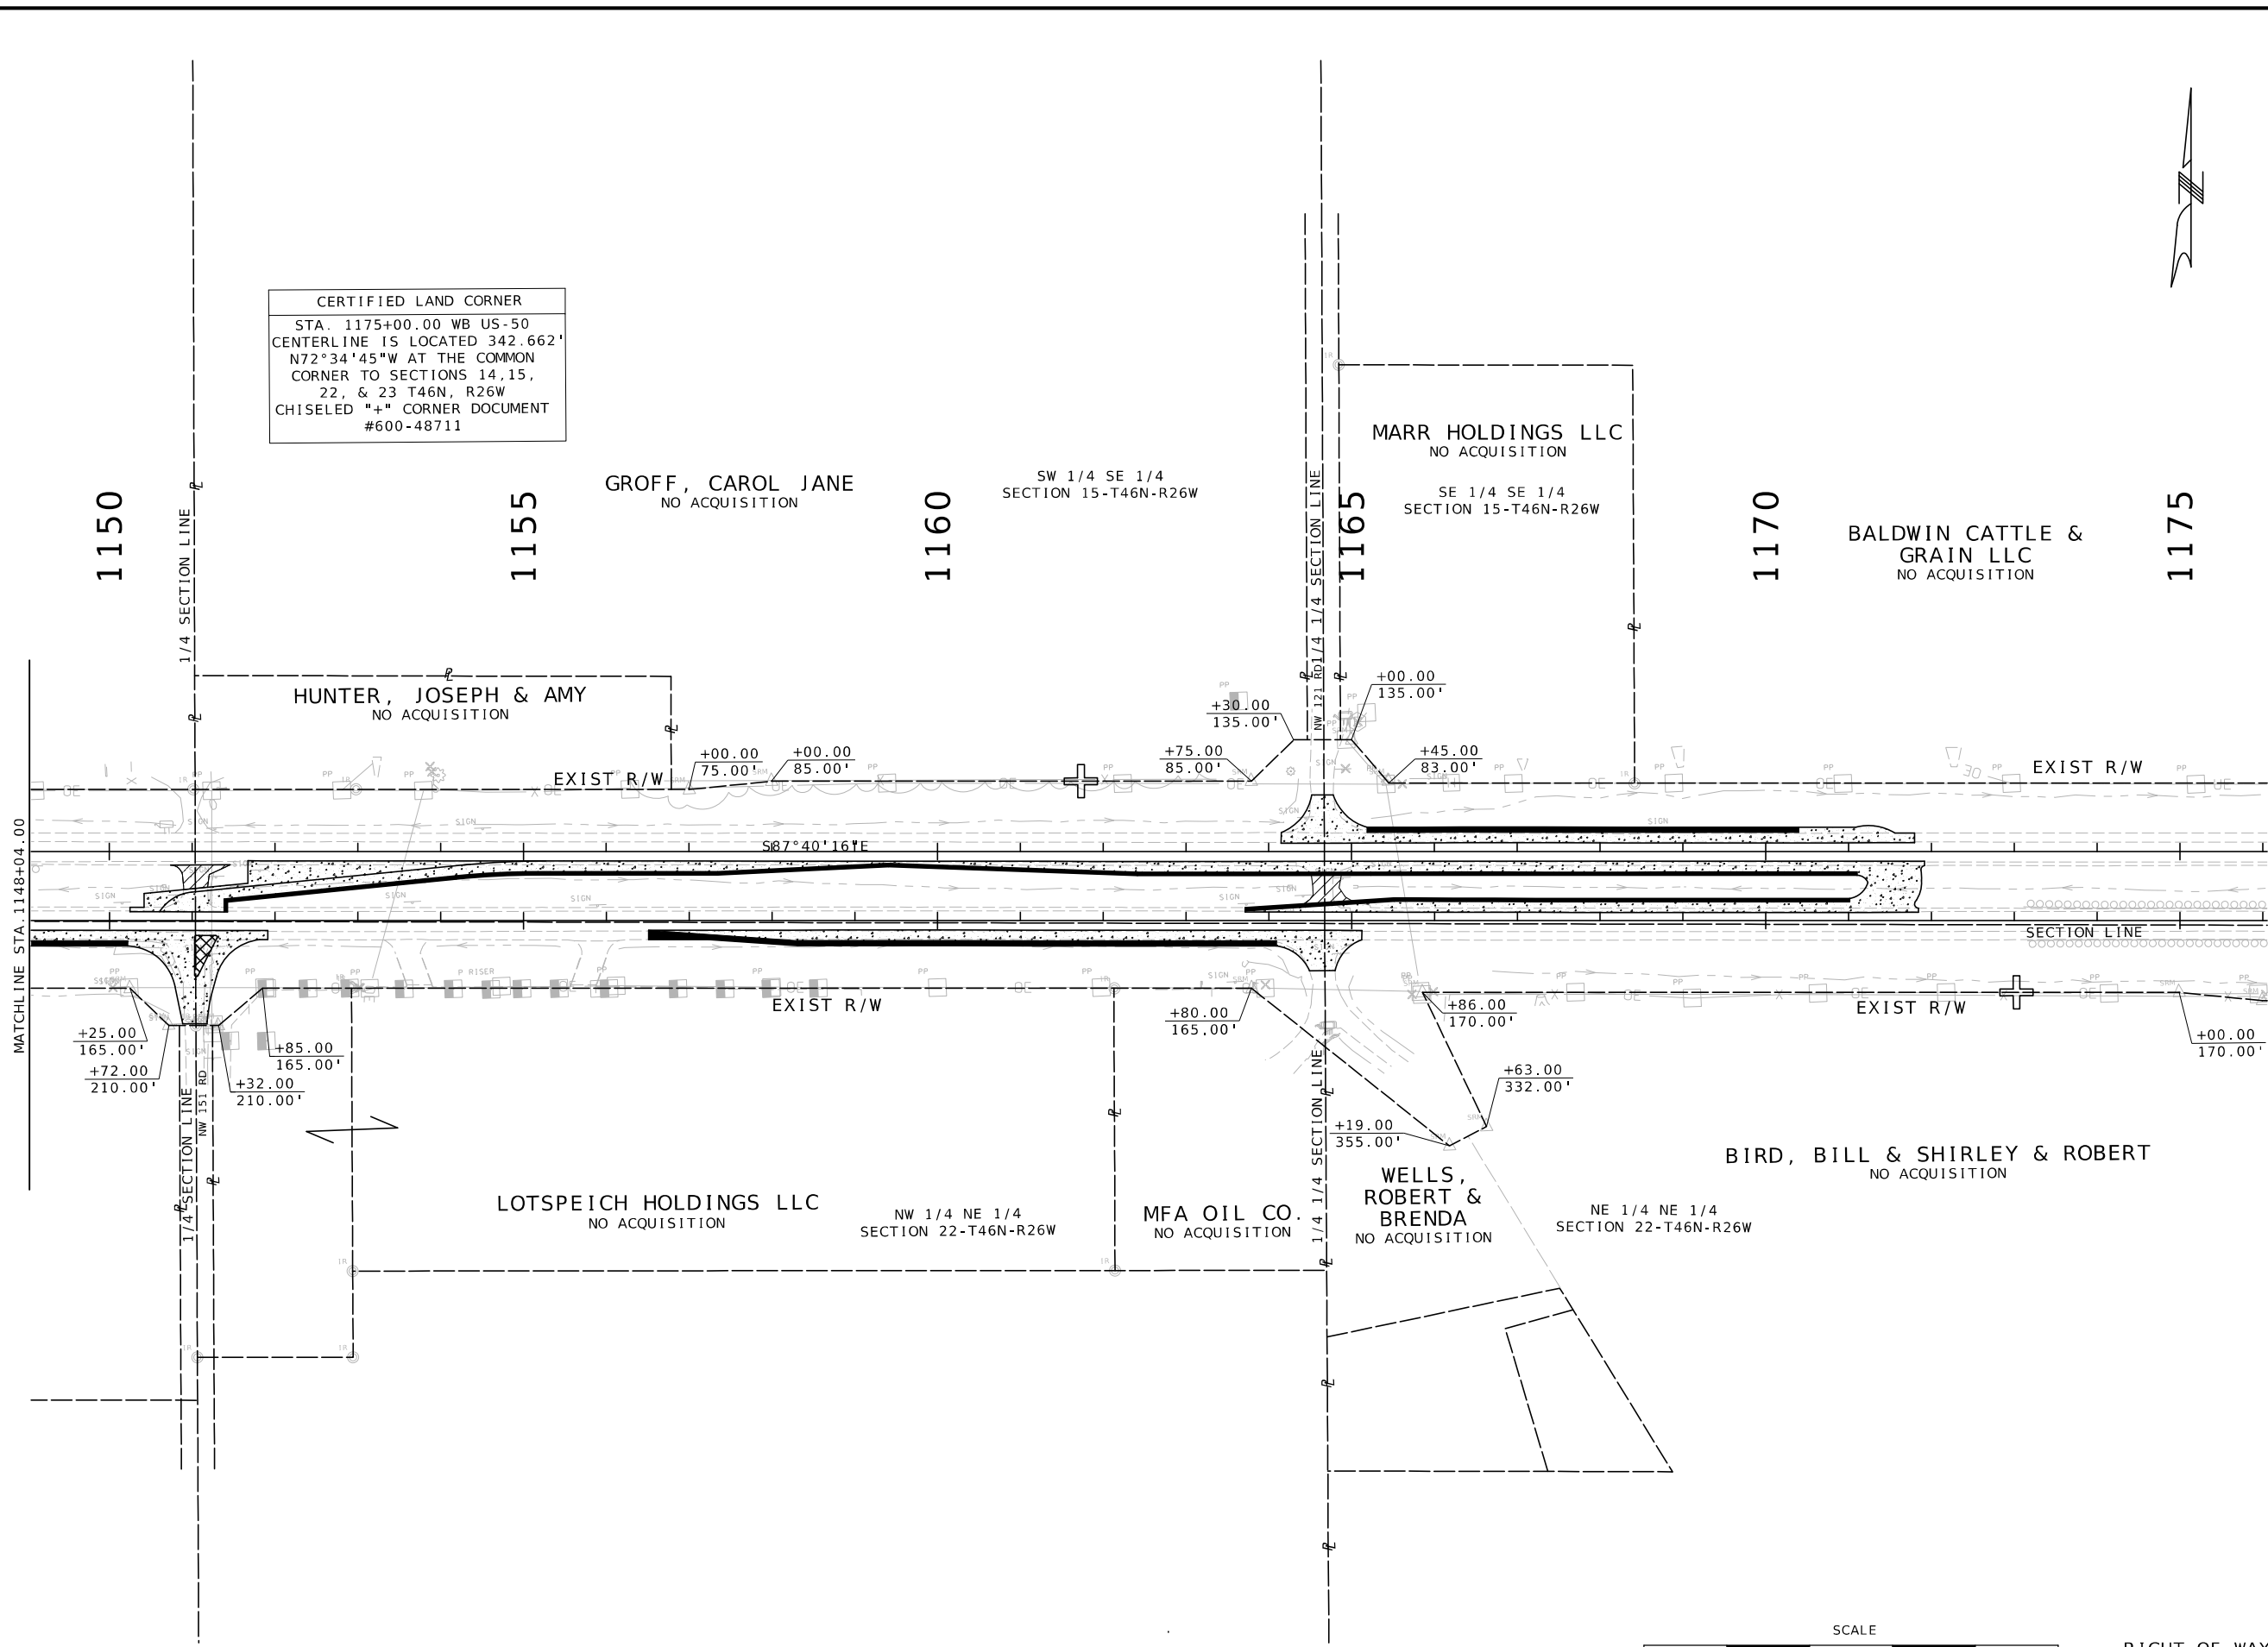 CERTIFIED LAND CORNER
STA. 1175+00.00 WB US-50
CENTERLINE IS LOCATED 342.662'
N72°34'45"W AT THE COMMON
CORNER TO SECTIONS 14,15,
22, & 23 T46N, R26W
CHISELED "+" CORNER DOCUMENT
#600-48711
1/4 SECTION LINE
1150
1155
1160
1165
1170
1175
GROFF, CAROL JANE
NO ACQUISITION
SW 1/4 SE 1/4
SECTION 15-T46N-R26W
1/4 1/4 SECTION LINE
NW 121 RD
MARR HOLDINGS LLC
NO ACQUISITION
SE 1/4 SE 1/4
SECTION 15-T46N-R26W
BALDWIN CATTLE &
GRAIN LLC
NO ACQUISITION
HUNTER, JOSEPH & AMY
NO ACQUISITION
+00.00
75.00'
+00.00
85.00'
+75.00
85.00'
+30.00
135.00'
+00.00
135.00'
+45.00
83.00'
EXIST R/W
EXIST R/W
MATCHLINE STA. 1148+04.00
S87°40'16"E
SECTION LINE
EXIST R/W
EXIST R/W
+25.00
165.00'
+72.00
210.00'
+85.00
165.00'
+32.00
210.00'
+80.00
165.00'
+86.00
170.00'
+63.00
332.00'
+19.00
355.00'
+00.00
170.00'
1/4 SECTION LINE
NW 151 RD
1/4 1/4 SECTION LINE
LOTSPEICH HOLDINGS LLC
NO ACQUISITION
NW 1/4 NE 1/4
SECTION 22-T46N-R26W
MFA OIL CO.
NO ACQUISITION
WELLS,
ROBERT &
BRENDA
NO ACQUISITION
NE 1/4 NE 1/4
SECTION 22-T46N-R26W
BIRD, BILL & SHIRLEY & ROBERT
NO ACQUISITION
SCALE
RIGHT OF WAY